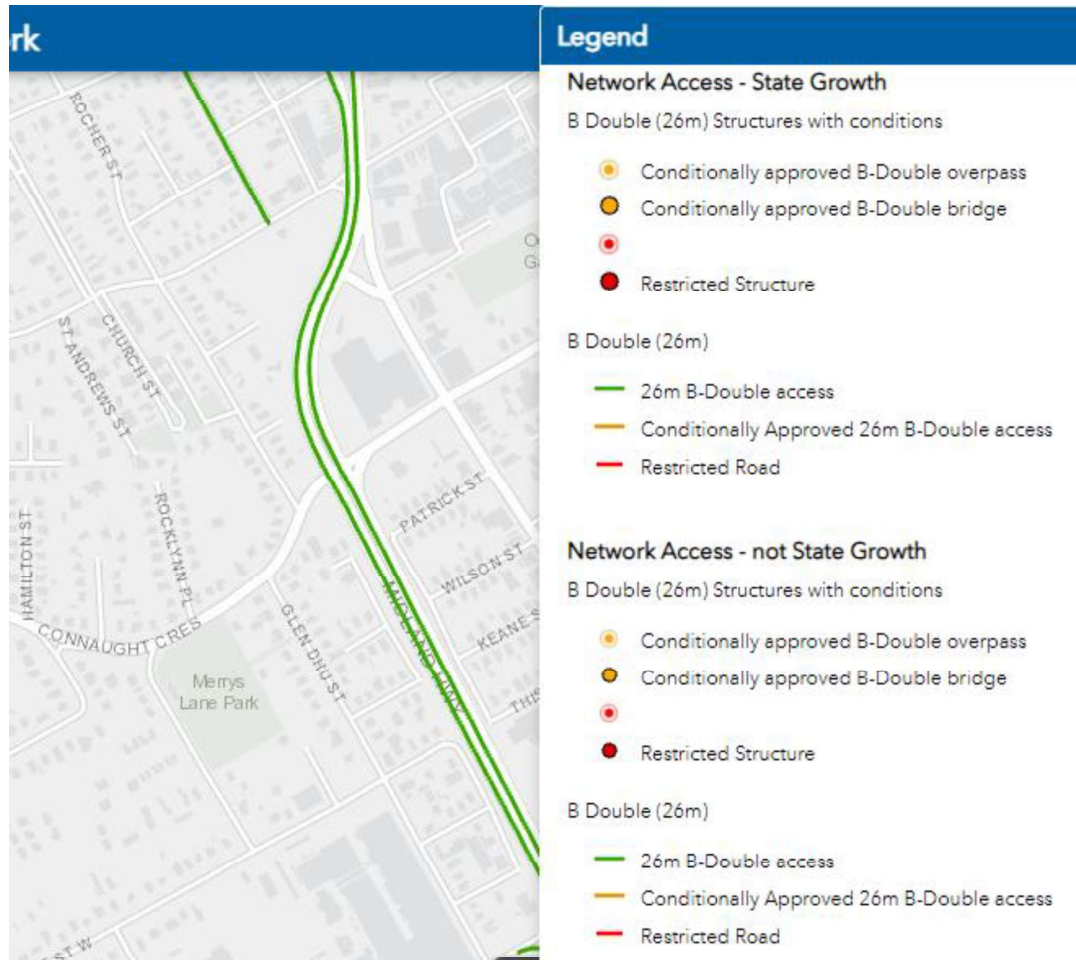 rk
ROCHER ST
O
G
CHURCH ST
ST ANDREWS ST
PATRICK ST
ROCKLYNN PL
WILSON ST
HAMILTON ST
MIDLAND HWY
CONNAUGHT CRES
GLEN DHU ST
KEANE S
Merrys
Lane Park
THIS
ST W
Legend
Network Access - State Growth
B Double (26m) Structures with conditions
Conditionally approved B-Double overpass
Conditionally approved B-Double bridge
Restricted Structure
B Double (26m)
26m B-Double access
Conditionally Approved 26m B-Double access
Restricted Road
Network Access - not State Growth
B Double (26m) Structures with conditions
Conditionally approved B-Double overpass
Conditionally approved B-Double bridge
Restricted Structure
B Double (26m)
26m B-Double access
Conditionally Approved 26m B-Double access
Restricted Road